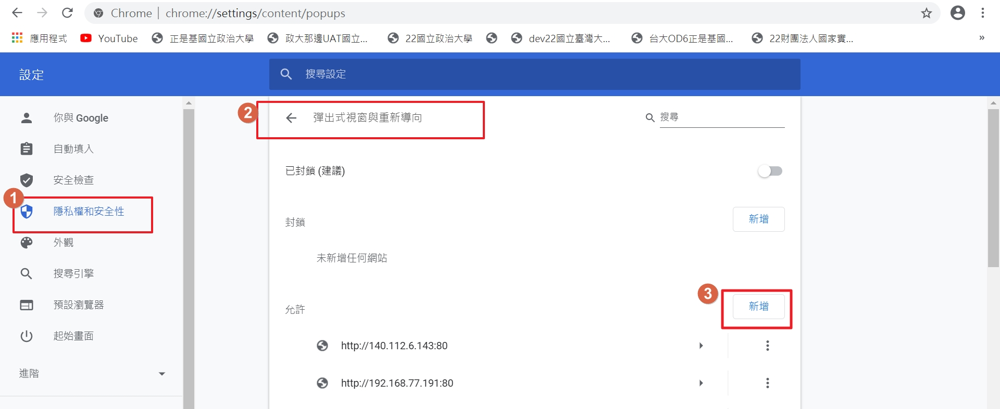 Chrome | chrome://settings/content/popups
應用程式 YouTube 正是基國立政治大學 政大那邊UAT國立... 22國立政治大學 dev22國立臺灣大... 台大OD6正是基國... 22財團法人國家實... »
設定
搜尋設定
你與 Google
自動填入
安全檢查
1
隱私權和安全性
外觀
搜尋引擎
預設瀏覽器
起始畫面
進階
2
彈出式視窗與重新導向
搜尋
已封鎖 (建議)
封鎖
新增
未新增任何網站
3
允許
新增
http://140.112.6.143:80
http://192.168.77.191:80